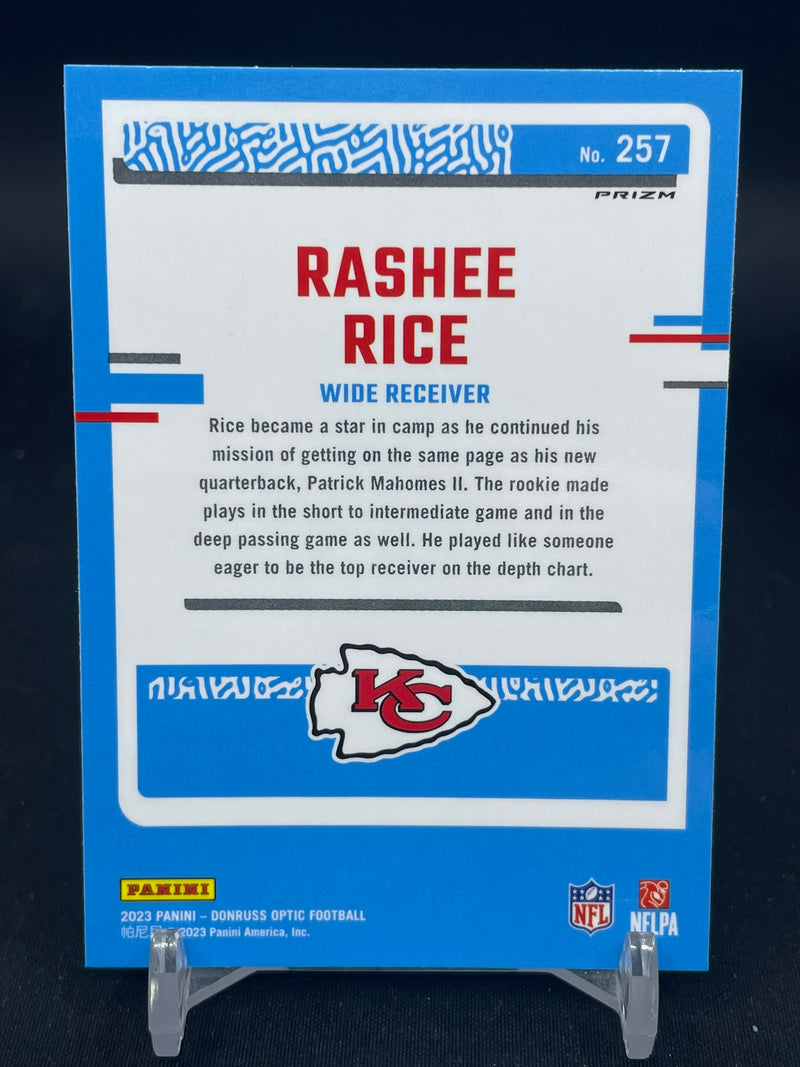 No. 257
PRIZM
RASHEE
RICE
WIDE RECEIVER
Rice became a star in camp as he continued his
mission of getting on the same page as his new
quarterback, Patrick Mahomes II. The rookie made
plays in the short to intermediate game and in the
deep passing game as well. He played like someone
eager to be the top receiver on the depth chart.
KC
PANINI
2023 PANINI – DONRUSS OPTIC FOOTBALL
帕尼尼 2023 Panini America, Inc.
NFL
NFLPA